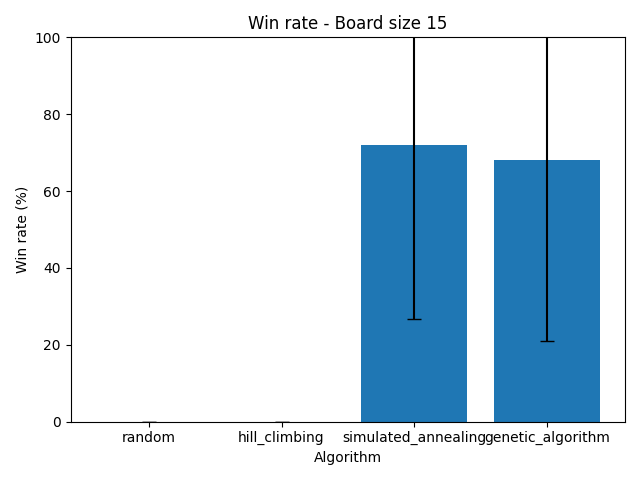 Win rate - Board size 15
Win rate (%)
100
80
60
40
20
0
random hill_climbing simulated_annealing genetic_algorithm
Algorithm